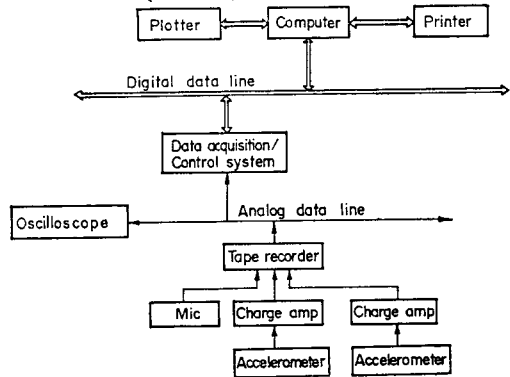 Plotter
Computer
Printer
Digital data line
Data acquisition/
Control system
Oscilloscope
Analog data line
Tape recorder
Mic
Charge amp
Charge amp
Accelerometer
Accelerometer